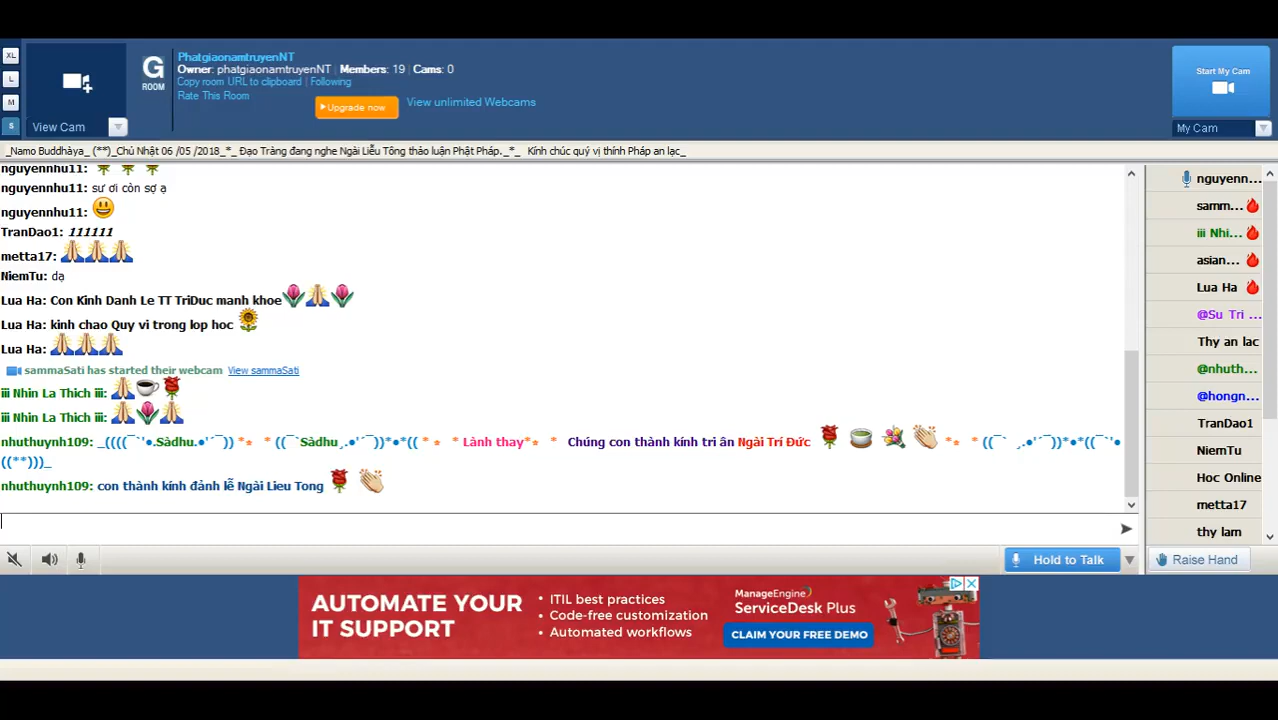 XL
L
M
S
View Cam
G
ROOM
PhatgiaonamtruyenNT
Owner: phatgiaonamtruyenNT | Members: 19 | Cams: 0
Copy room URL to clipboard | Following
Rate This Room
Upgrade now
View unlimited Webcams
Start My Cam
My Cam
_Namo Buddhàya_ (**)_Chủ Nhật 06 /05 /2018_*_ Đạo Tràng đang nghe Ngài Liễu Tông thảo luận Phật Pháp._*_ Kính chúc quý vị thính Pháp an lạc_
nguyennhu11:
nguyennhu11: sư ơi còn sợ ạ
nguyennhu11:
TranDao1: 111111
metta17:
NiemTu: dạ
Lua Ha: Con Kinh Danh Le TT TriDuc manh khoe
Lua Ha: kinh chao Quy vi trong lop hoc
Lua Ha:
sammaSati has started their webcam View sammaSati
iii Nhin La Thich iii:
iii Nhin La Thich iii:
nhuthuynh109: _((((¯`'•.Sàdhu.•'´¯)) *∘ ∘* ((¯`Sàdhu¸.•'´¯))*•*(( *∘ ∘* Lành thay*∘ ∘* Chúng con thành kính tri ân Ngài Trí Đức *∘ ∘* ((¯` ¸.•'´¯))*•*((¯`'•
((**)))_
nhuthuynh109: con thành kính đảnh lễ Ngài Lieu Tong
nguyenn...
samm...
iii Nhi...
asian...
Lua Ha
@Su Tri ...
Thy an lac
@nhuth...
@hongn...
TranDao1
NiemTu
Hoc Online
metta17
thy lam
Hold to Talk
Raise Hand
AUTOMATE YOUR
IT SUPPORT
• ITIL best practices
• Code-free customization
• Automated workflows
ManageEngine
ServiceDesk Plus
CLAIM YOUR FREE DEMO